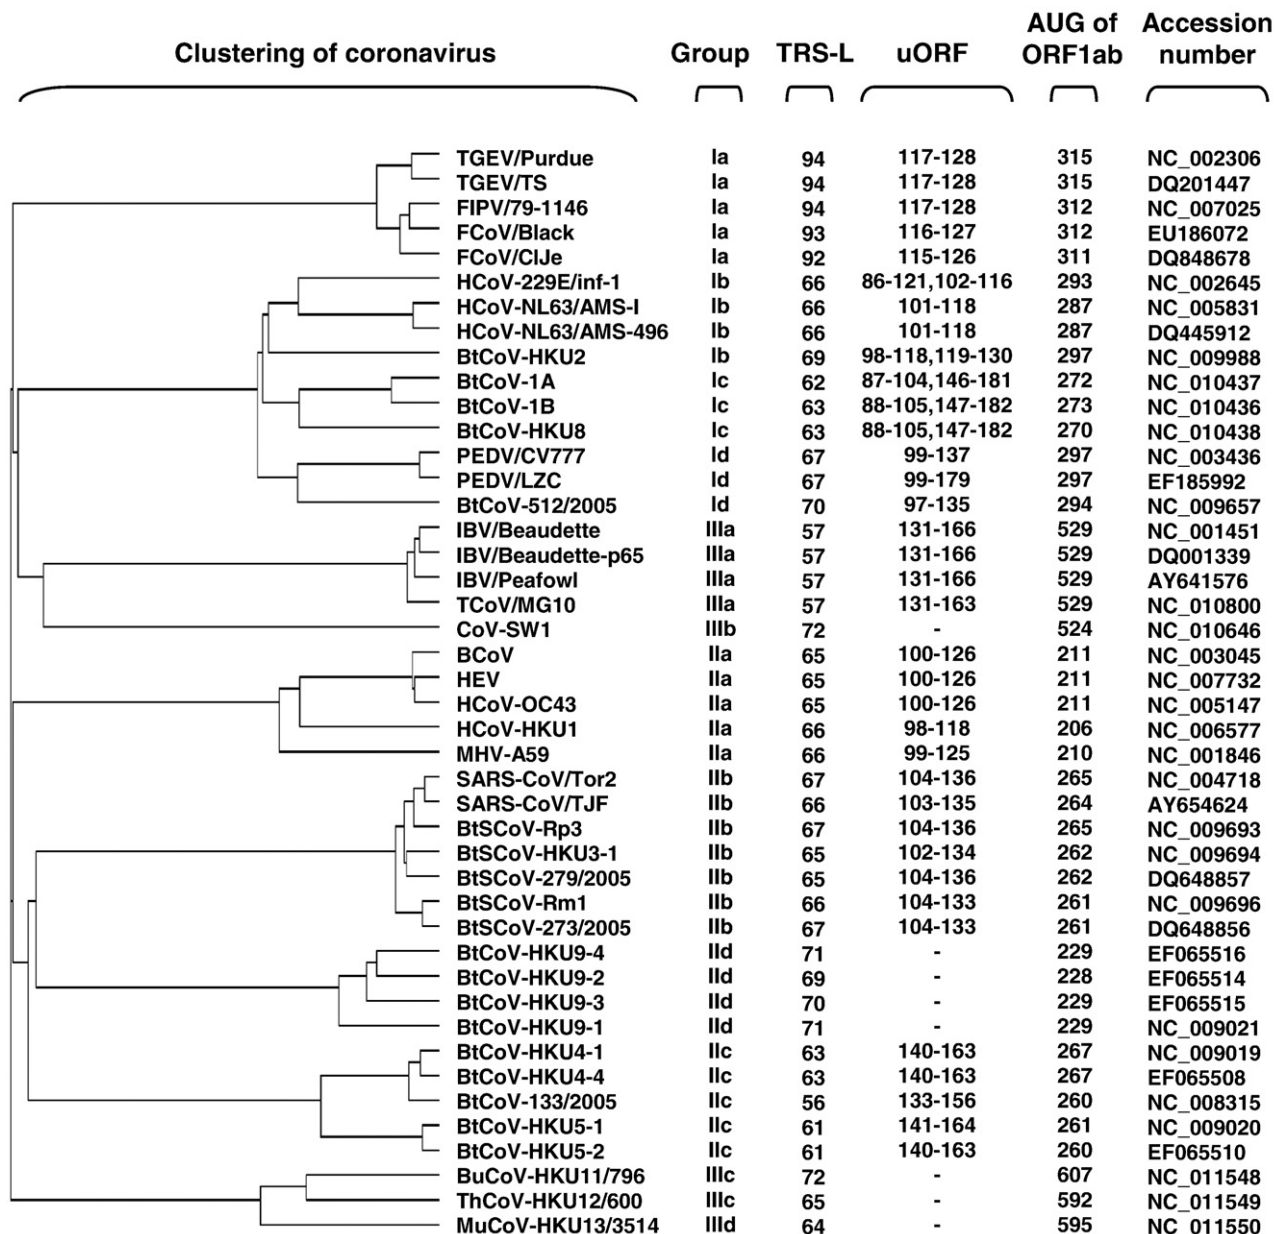 Clustering of coronavirus Group TRS-L uORF AUG of ORF1ab Accession number
TGEV/Purdue Ia 94 117-128 315 NC_002306
TGEV/TS Ia 94 117-128 315 DQ201447
FIPV/79-1146 Ia 94 117-128 312 NC_007025
FCoV/Black Ia 93 116-127 312 EU186072
FCoV/ClJe Ia 92 115-126 311 DQ848678
HCoV-229E/inf-1 Ib 66 86-121,102-116 293 NC_002645
HCoV-NL63/AMS-I Ib 66 101-118 287 NC_005831
HCoV-NL63/AMS-496 Ib 66 101-118 287 DQ445912
BtCoV-HKU2 Ib 69 98-118,119-130 297 NC_009988
BtCoV-1A Ic 62 87-104,146-181 272 NC_010437
BtCoV-1B Ic 63 88-105,147-182 273 NC_010436
BtCoV-HKU8 Ic 63 88-105,147-182 270 NC_010438
PEDV/CV777 Id 67 99-137 297 NC_003436
PEDV/LZC Id 67 99-179 297 EF185992
BtCoV-512/2005 Id 70 97-135 294 NC_009657
IBV/Beaudette IIIa 57 131-166 529 NC_001451
IBV/Beaudette-p65 IIIa 57 131-166 529 DQ001339
IBV/Peafowl IIIa 57 131-166 529 AY641576
TCoV/MG10 IIIa 57 131-163 529 NC_010800
CoV-SW1 IIIb 72 - 524 NC_010646
BCoV IIa 65 100-126 211 NC_003045
HEV IIa 65 100-126 211 NC_007732
HCoV-OC43 IIa 65 100-126 211 NC_005147
HCoV-HKU1 IIa 66 98-118 206 NC_006577
MHV-A59 IIa 66 99-125 210 NC_001846
SARS-CoV/Tor2 IIb 67 104-136 265 NC_004718
SARS-CoV/TJF IIb 66 103-135 264 AY654624
BtSCoV-Rp3 IIb 67 104-136 265 NC_009693
BtSCoV-HKU3-1 IIb 65 102-134 262 NC_009694
BtSCoV-279/2005 IIb 65 104-136 262 DQ648857
BtSCoV-Rm1 IIb 66 104-133 261 NC_009696
BtSCoV-273/2005 IIb 67 104-133 261 DQ648856
BtCoV-HKU9-4 IId 71 - 229 EF065516
BtCoV-HKU9-2 IId 69 - 228 EF065514
BtCoV-HKU9-3 IId 70 - 229 EF065515
BtCoV-HKU9-1 IId 71 - 229 NC_009021
BtCoV-HKU4-1 IIc 63 140-163 267 NC_009019
BtCoV-HKU4-4 IIc 63 140-163 267 EF065508
BtCoV-133/2005 IIc 56 133-156 260 NC_008315
BtCoV-HKU5-1 IIc 61 141-164 261 NC_009020
BtCoV-HKU5-2 IIc 61 140-163 260 EF065510
BuCoV-HKU11/796 IIIc 72 - 607 NC_011548
ThCoV-HKU12/600 IIIc 65 - 592 NC_011549
MuCoV-HKU13/3514 IIId 64 - 595 NC_011550